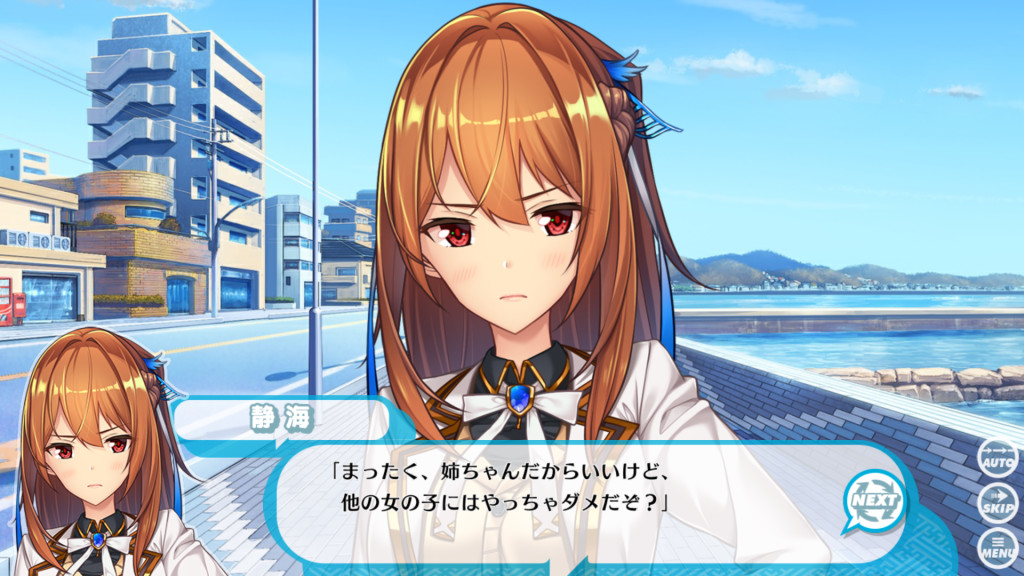 静海
「まったく、姉ちゃんだからいいけど、
他の女の子にはやっちゃダメだぞ？」
NEXT
AUTO
SKIP
MENU